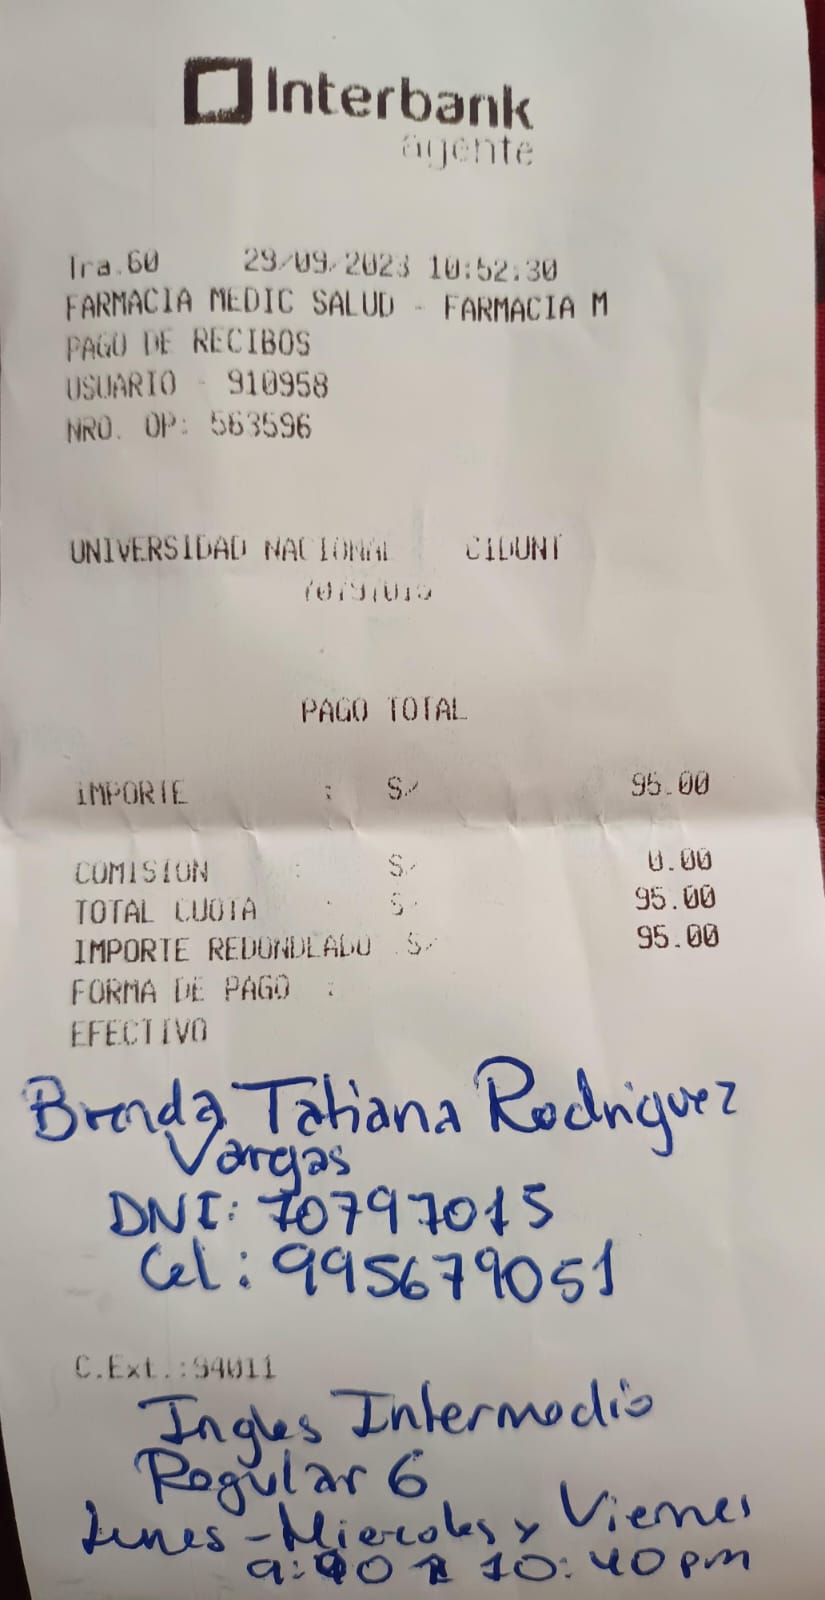 Interbank
agente
Tra.60 29/09/2023 10:52:30
FARMACIA MEDIC SALUD - FARMACIA M
PAGO DE RECIBOS
USUARIO - 910958
NRO. OP: 563596
UNIVERSIDAD NACIONAL CIDUNT
70797015
PAGO TOTAL
IMPORTE : S/ 95.00
COMISION : S/ 0.00
TOTAL CUOTA : S/ 95.00
IMPORTE REDONDEADO S/ 95.00
FORMA DE PAGO :
EFECTIVO
Brenda Tatiana Rodriguez
Vargas
DNI: 70797015
Cel: 995679051
C.Ext.:94011
Ingles Intermedio
Regular 6
Lunes - Miercoles y Viernes
9:40 a 10:40 pm